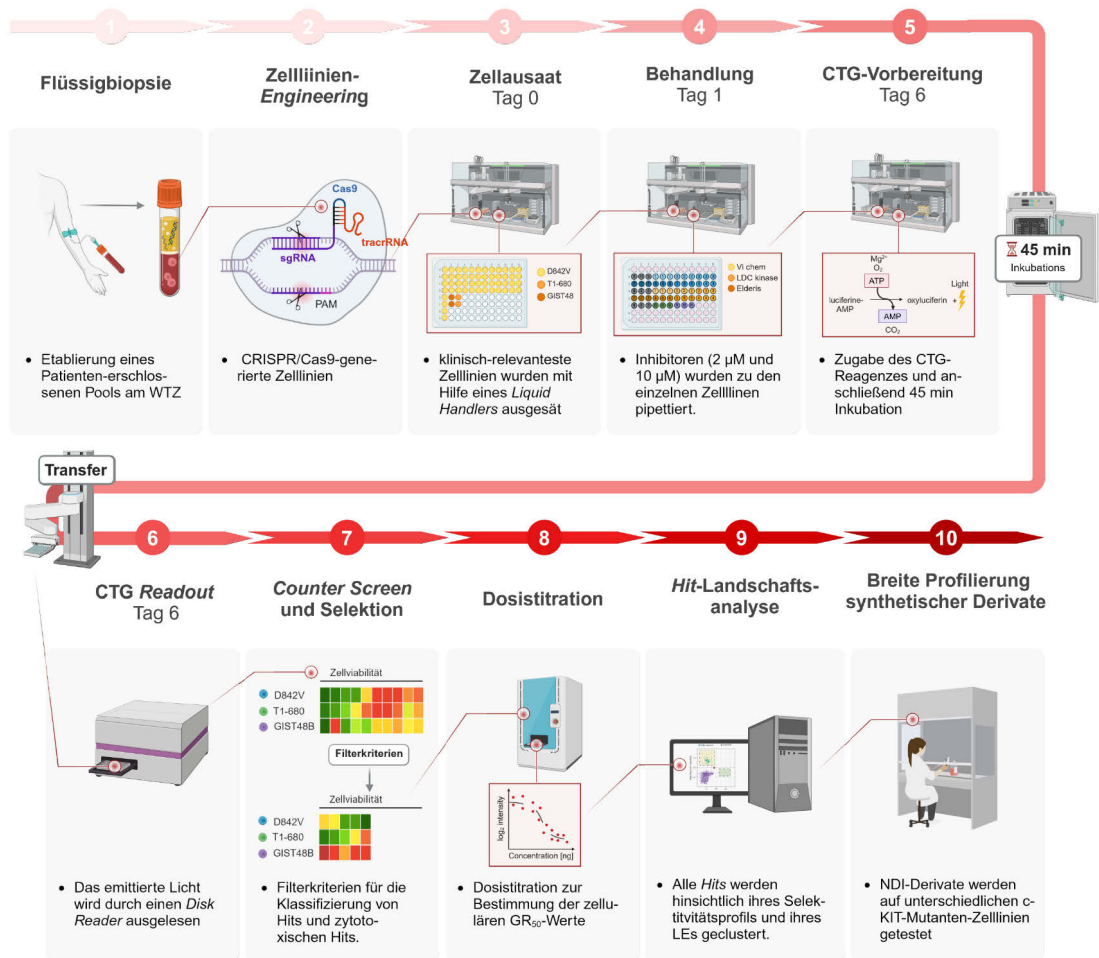 1
2
3
4
5
Flüssigbiopsie
Zellliinien-
Engineering
Zellausaat
Tag 0
Behandlung
Tag 1
CTG-Vorbereitung
Tag 6
Cas9
tracrRNA
sgRNA
PAM
D842V
T1-680
GIST48
VI chem
LDC kinase
Elderis
Mg²⁺
O₂
ATP
Light
luciferine-
AMP
oxyluciferin +
AMP
CO₂
45 min
Inkubations
• Etablierung eines
Patienten-erschlos-
senen Pools am WTZ
• CRISPR/Cas9-gene-
rierte Zelllinien
• klinisch-relevanteste
Zelllinien wurden mit
Hilfe eines Liquid
Handlers ausgesät
• Inhibitoren (2 µM und
10 µM) wurden zu den
einzelnen Zellllinen
pipettiert.
• Zugabe des CTG-
Reagenzes und an-
schließend 45 min
Inkubation
Transfer
6
7
8
9
10
CTG Readout
Tag 6
Counter Screen
und Selektion
Dosistitration
Hit-Landschafts-
analyse
Breite Profilierung
synthetischer Derivate
Zellviabilität
D842V
T1-680
GIST48B
Filterkriterien
Zellviabilität
D842V
T1-680
GIST48B
log₂ intensity
Concentration [ng]
• Das emittierte Licht
wird durch einen Disk
Reader ausgelesen
• Filterkriterien für die
Klassifizierung von
Hits und zytoto-
xischen Hits.
• Dosistitration zur
Bestimmung der zellu-
lären GR₅₀-Werte
• Alle Hits werden
hinsichtlich ihres Selek-
titvitätsprofils und ihres
LEs geclustert.
• NDI-Derivate werden
auf unterschiedlichen c-
KIT-Mutanten-Zelllinien
getestet